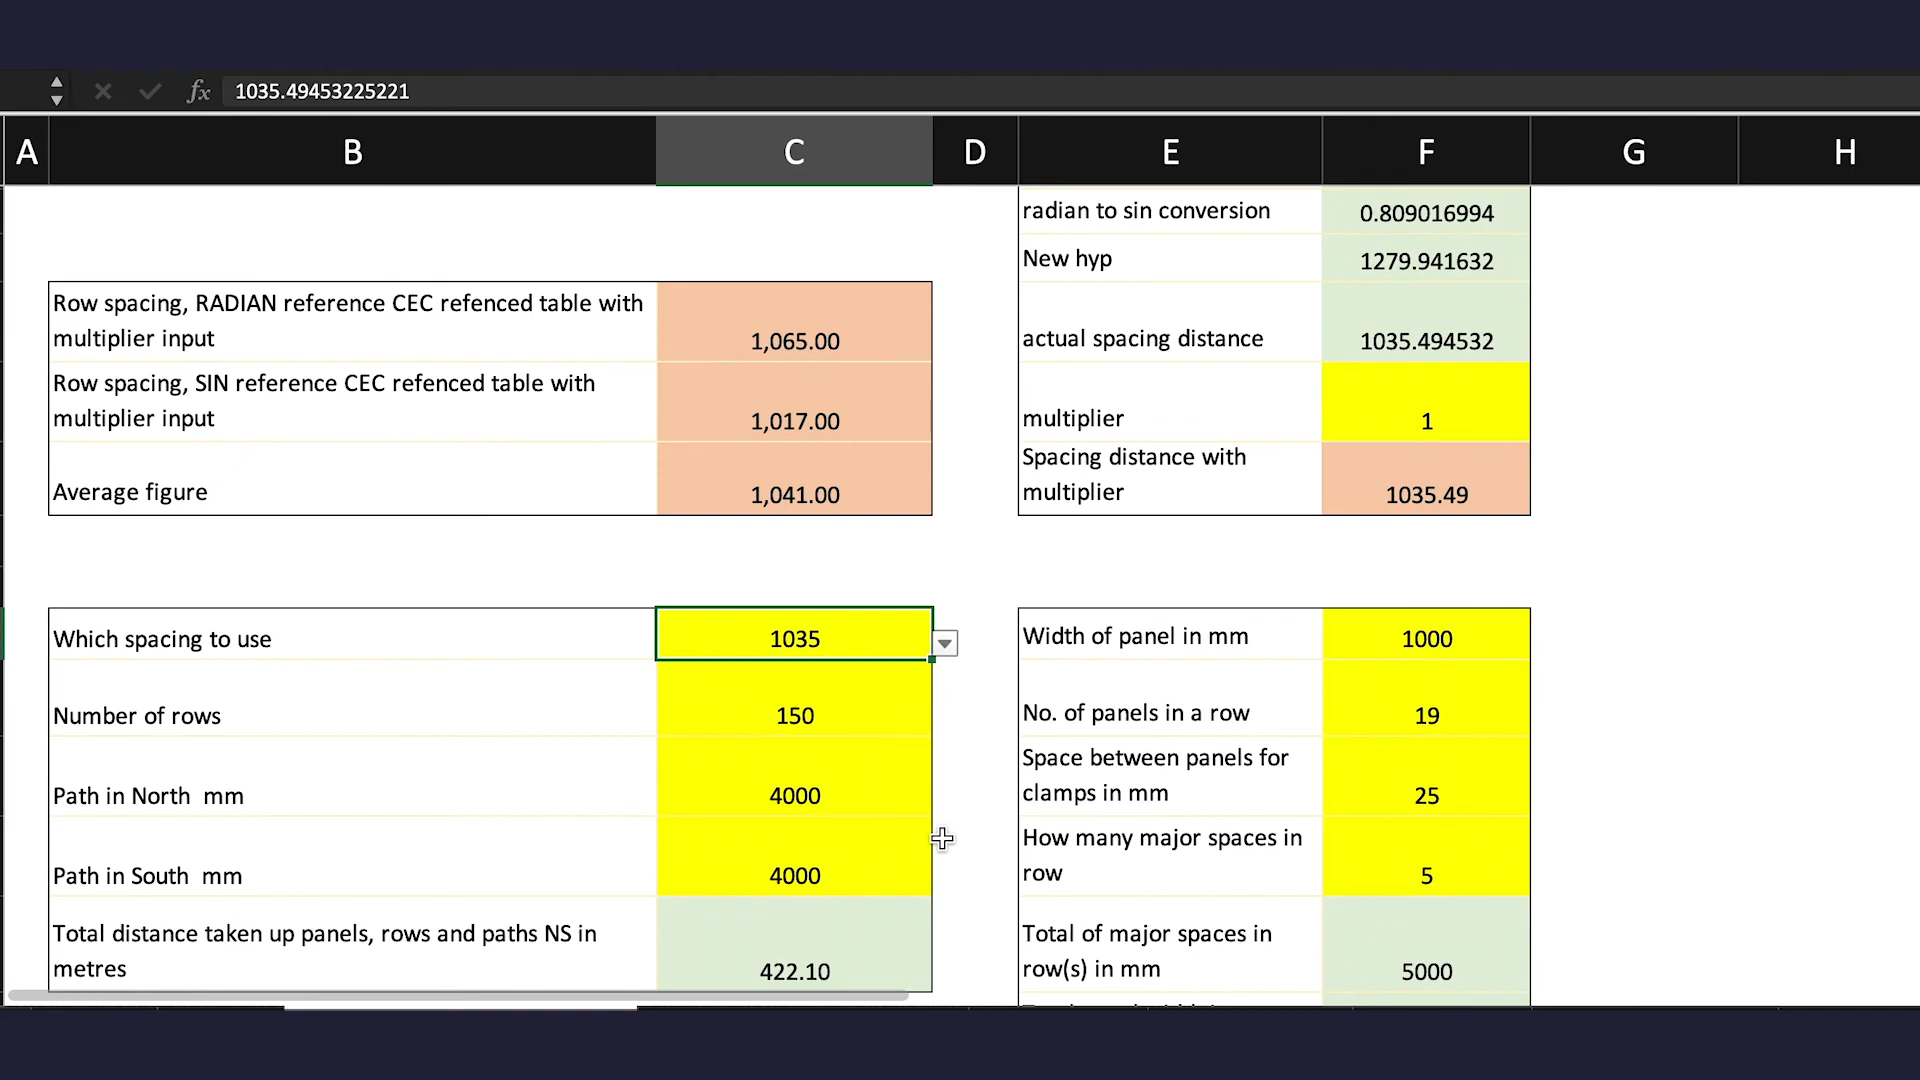 fx 1035.49453225221
A B C D E F G H
radian to sin conversion 0.809016994
New hyp 1279.941632
Row spacing, RADIAN reference CEC refenced table with
multiplier input 1,065.00
actual spacing distance 1035.494532
Row spacing, SIN reference CEC refenced table with
multiplier input 1,017.00
multiplier 1
Spacing distance with
multiplier 1035.49
Average figure 1,041.00
Which spacing to use 1035
Width of panel in mm 1000
Number of rows 150
No. of panels in a row 19
Space between panels for
clamps in mm 25
Path in North  mm 4000
How many major spaces in
row 5
Path in South  mm 4000
Total distance taken up panels, rows and paths NS in
metres 422.10
Total of major spaces in
row(s) in mm 5000